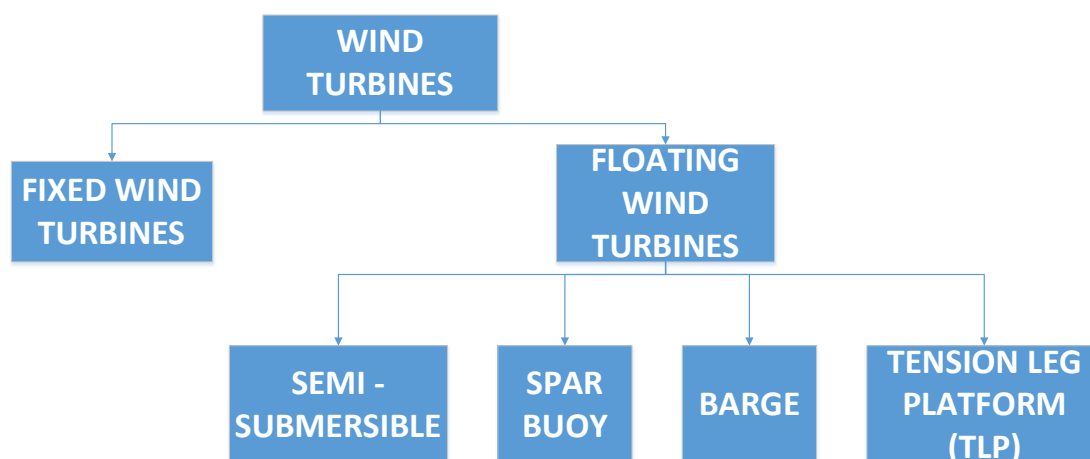 WIND
TURBINES
FIXED WIND
TURBINES
FLOATING
WIND
TURBINES
SEMI -
SUBMERSIBLE
SPAR
BUOY
BARGE
TENSION LEG
PLATFORM
(TLP)